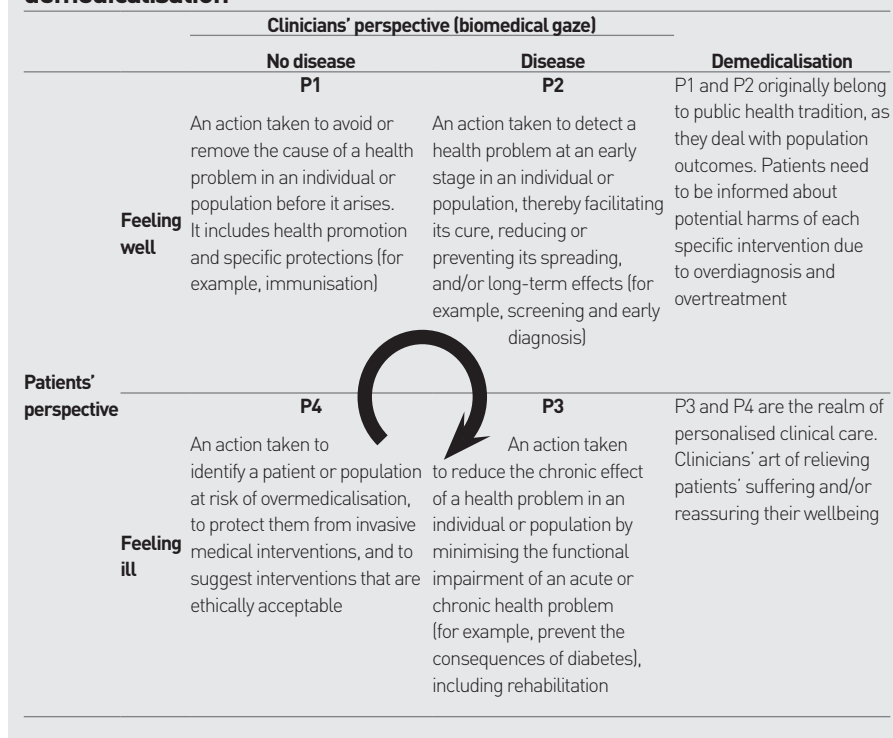 demedicalisation
Clinicians' perspective (biomedical gaze)
No disease
Disease
Demedicalisation
Feeling
well
P1
An action taken to avoid or
remove the cause of a health
problem in an individual or
population before it arises.
It includes health promotion
and specific protections (for
example, immunisation)
P2
An action taken to detect a
health problem at an early
stage in an individual or
population, thereby facilitating
its cure, reducing or
preventing its spreading,
and/or long-term effects (for
example, screening and early
diagnosis)
P1 and P2 originally belong
to public health tradition, as
they deal with population
outcomes. Patients need
to be informed about
potential harms of each
specific intervention due
to overdiagnosis and
overtreatment
Patients'
perspective
Feeling
ill
P4
An action taken to
identify a patient or population
at risk of overmedicalisation,
to protect them from invasive
medical interventions, and to
suggest interventions that are
ethically acceptable
P3
An action taken
to reduce the chronic effect
of a health problem in an
individual or population by
minimising the functional
impairment of an acute or
chronic health problem
(for example, prevent the
consequences of diabetes),
including rehabilitation
P3 and P4 are the realm of
personalised clinical care.
Clinicians' art of relieving
patients' suffering and/or
reassuring their wellbeing